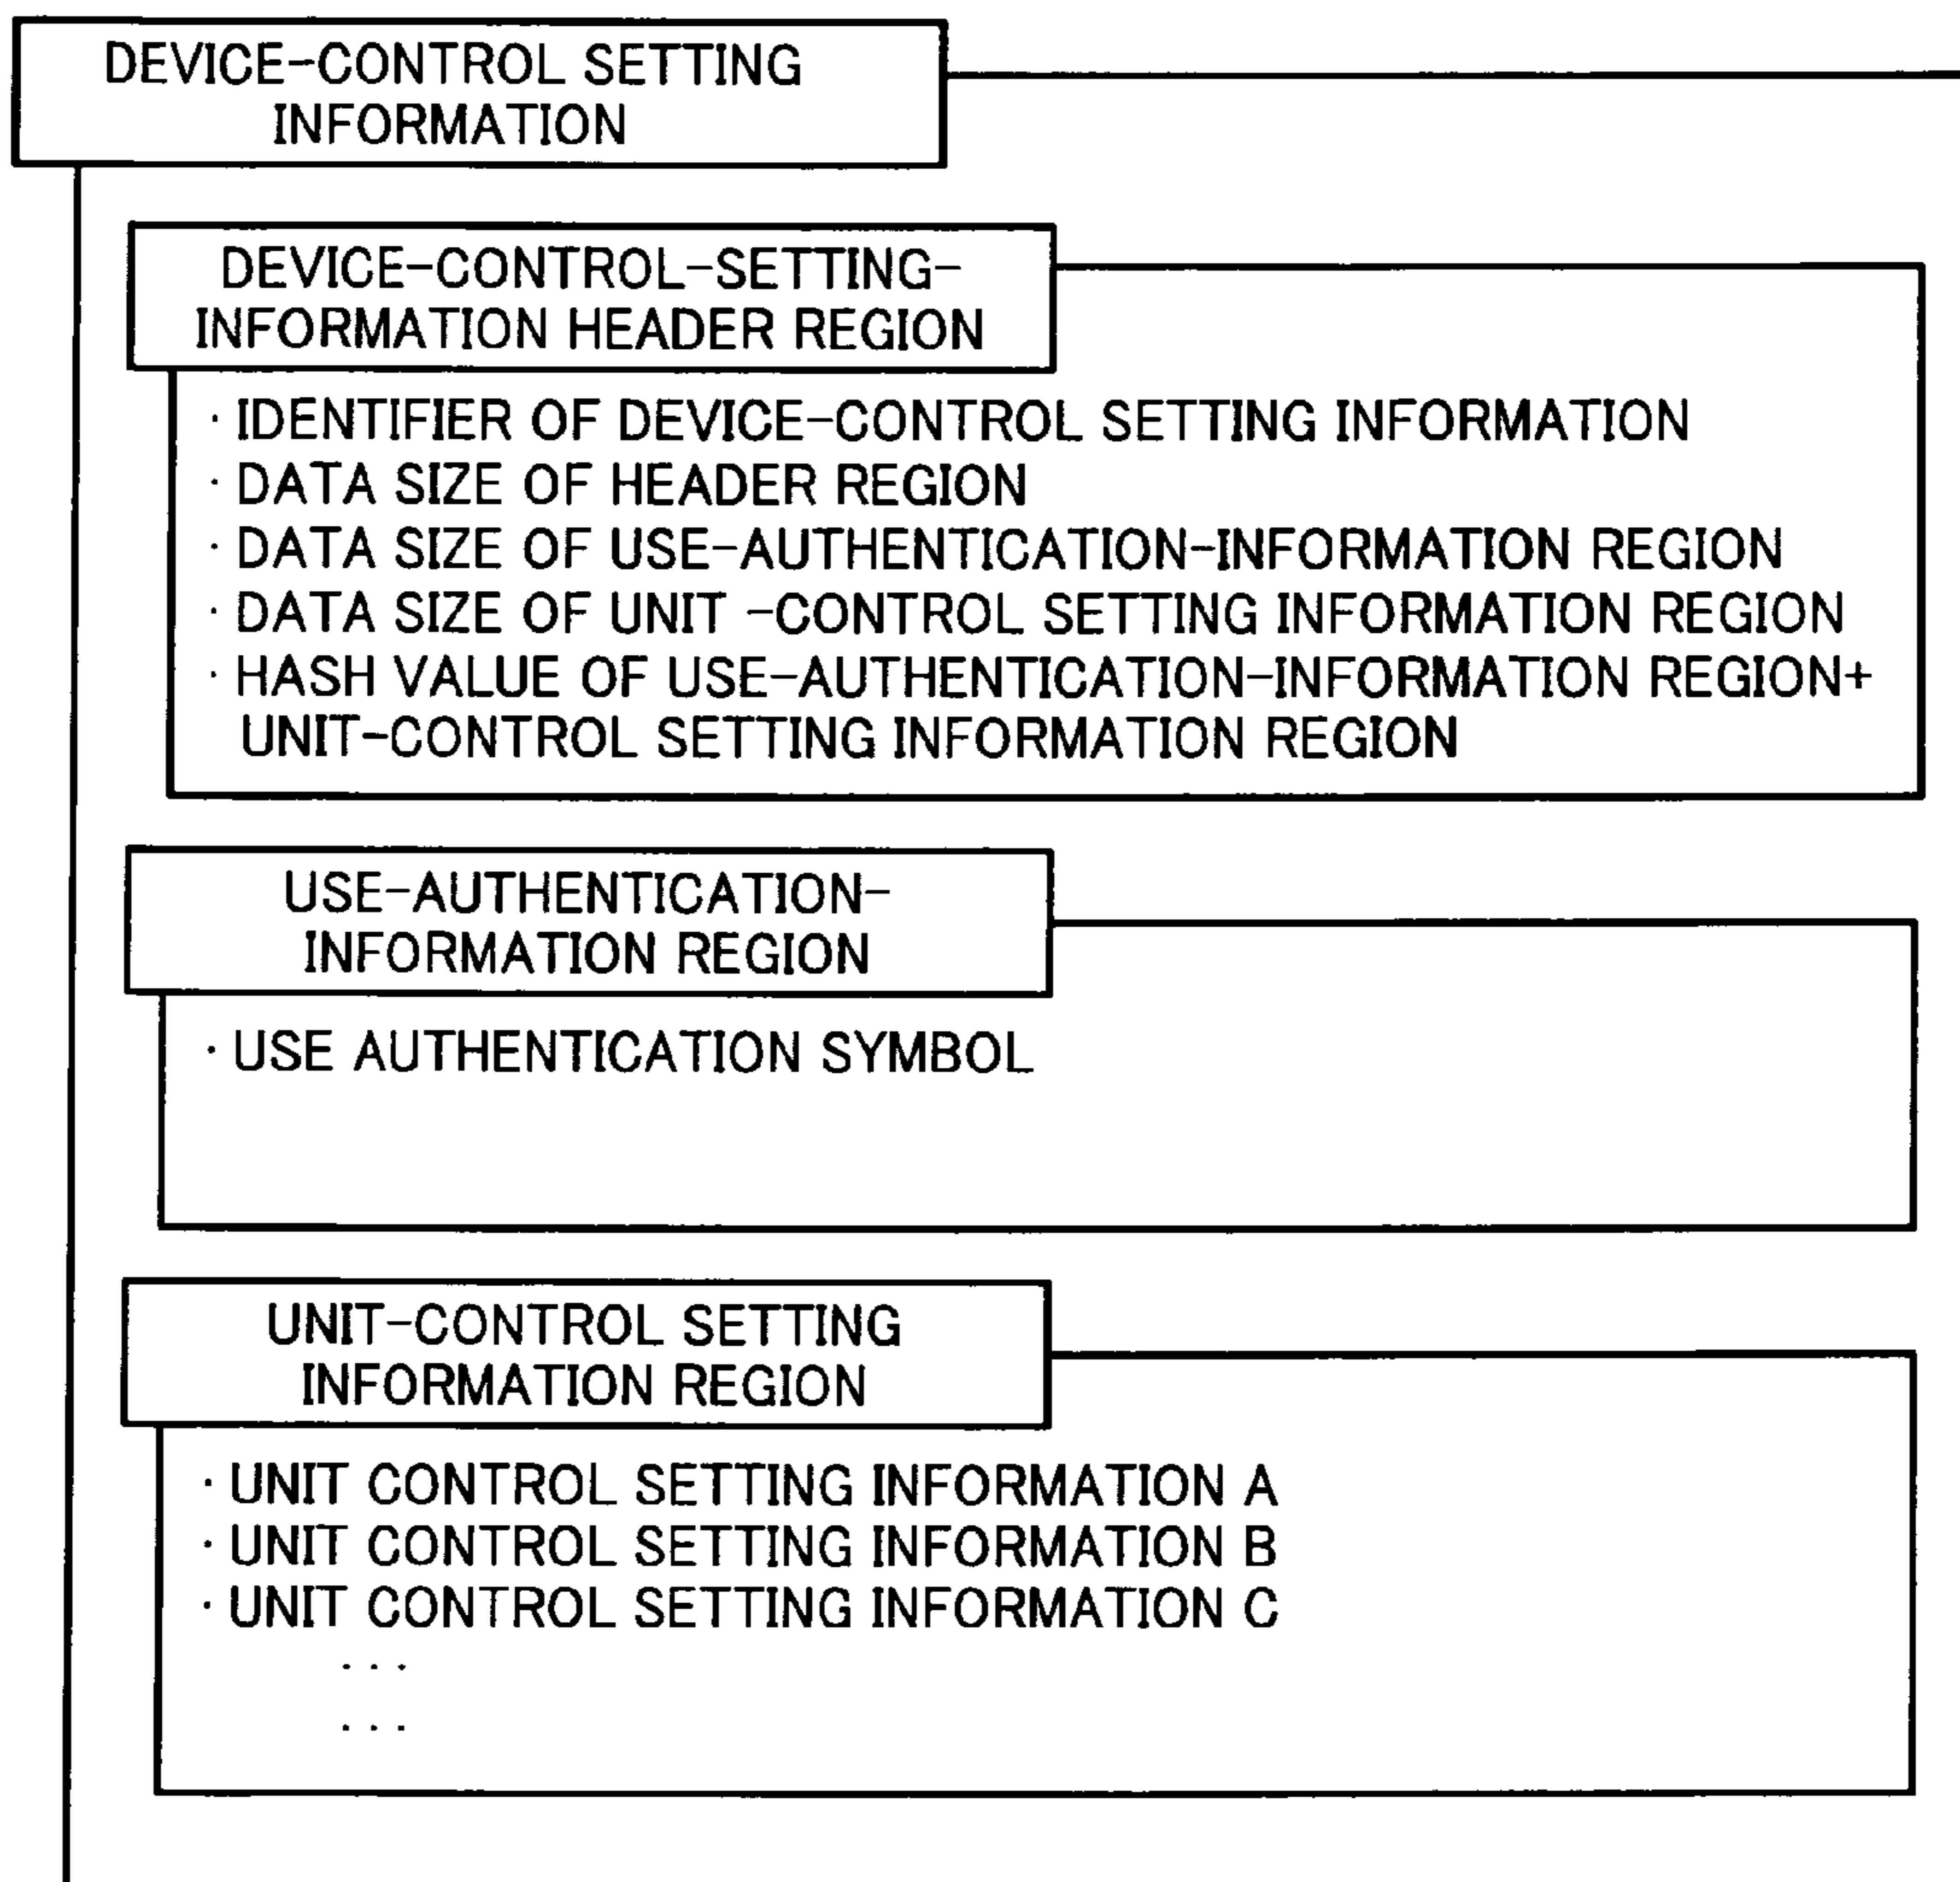 DEVICE-CONTROL SETTING
INFORMATION
DEVICE-CONTROL-SETTING-
INFORMATION HEADER REGION
· IDENTIFIER OF DEVICE-CONTROL SETTING INFORMATION
· DATA SIZE OF HEADER REGION
· DATA SIZE OF USE-AUTHENTICATION-INFORMATION REGION
· DATA SIZE OF UNIT -CONTROL SETTING INFORMATION REGION
· HASH VALUE OF USE-AUTHENTICATION-INFORMATION REGION+
UNIT-CONTROL SETTING INFORMATION REGION
USE-AUTHENTICATION-
INFORMATION REGION
· USE AUTHENTICATION SYMBOL
UNIT-CONTROL SETTING
INFORMATION REGION
· UNIT CONTROL SETTING INFORMATION A
· UNIT CONTROL SETTING INFORMATION B
· UNIT CONTROL SETTING INFORMATION C
...
...